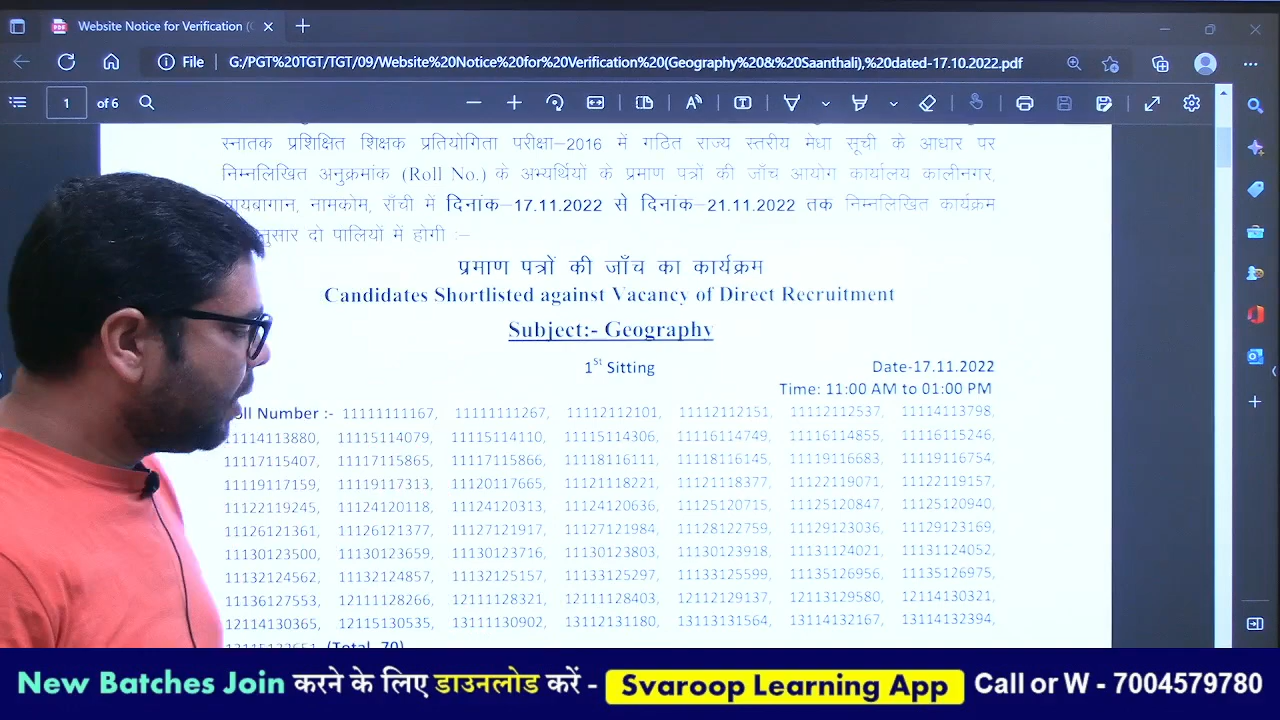 Website Notice for Verification (
File
G:/PGT%20TGT/TGT/09/Website%20Notice%20for%20Verification%20(Geography%20&%20Saanthali),%20dated-17.10.2022.pdf
1 of 6
स्नातक प्रशिक्षित शिक्षक प्रतियोगिता परीक्षा–2016 में गठित राज्य स्तरीय मेधा सूची के आधार पर
निम्नलिखित अनुक्रमांक (Roll No.) के अभ्यर्थियों के प्रमाण पत्रों की जाँच आयोग कार्यालय कालीनगर,
नामकोम, राँची में दिनांक–17.11.2022 से दिनांक–21.11.2022 तक निम्नलिखित कार्यक्रम
दो पालियों में होगी :–
प्रमाण पत्रों की जाँच का कार्यक्रम
Candidates Shortlisted against Vacancy of Direct Recruitment
Subject:- Geography
1St Sitting
Date-17.11.2022
Time: 11:00 AM to 01:00 PM
Number :- 11111111167, 11111111267, 11112112101, 11112112151, 11112112537, 11114113798,
11114113880, 11115114079, 11115114110, 11115114306, 11116114749, 11116114855, 11116115246,
11117115407, 11117115865, 11117115866, 11118116111, 11118116145, 11119116683, 11119116754,
11119117159, 11119117313, 11120117665, 11121118221, 11121118377, 11122119071, 11122119157,
11122119245, 11124120118, 11124120313, 11124120636, 11125120715, 11125120847, 11125120940,
11126121361, 11126121377, 11127121917, 11127121984, 11128122759, 11129123036, 11129123169,
11130123500, 11130123659, 11130123716, 11130123803, 11130123918, 11131124021, 11131124052,
11132124562, 11132124857, 11132125157, 11133125297, 11133125599, 11135126956, 11135126975,
11136127553, 12111128266, 12111128321, 12111128403, 12112129137, 12113129580, 12114130321,
12114130365, 12115130535, 13111130902, 13112131180, 13113131564, 13114132167, 13114132394,
(Total-70)
New Batches Join करने के लिए डाउनलोड करें - Svaroop Learning App Call or W - 7004579780